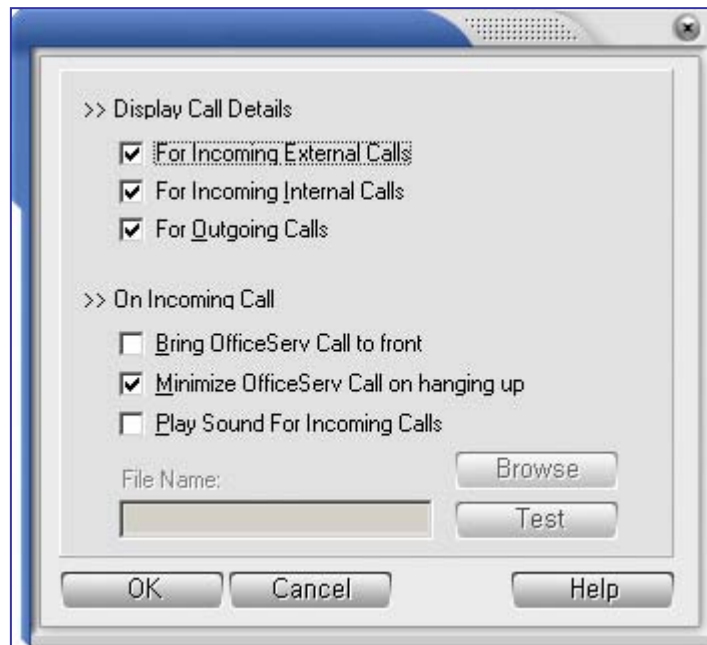 >> Display Call Details
For Incoming External Calls
For Incoming Internal Calls
For Outgoing Calls
>> On Incoming Call
Bring OfficeServ Call to front
Minimize OfficeServ Call on hanging up
Play Sound For Incoming Calls
File Name:
Browse
Test
OK
Cancel
Help